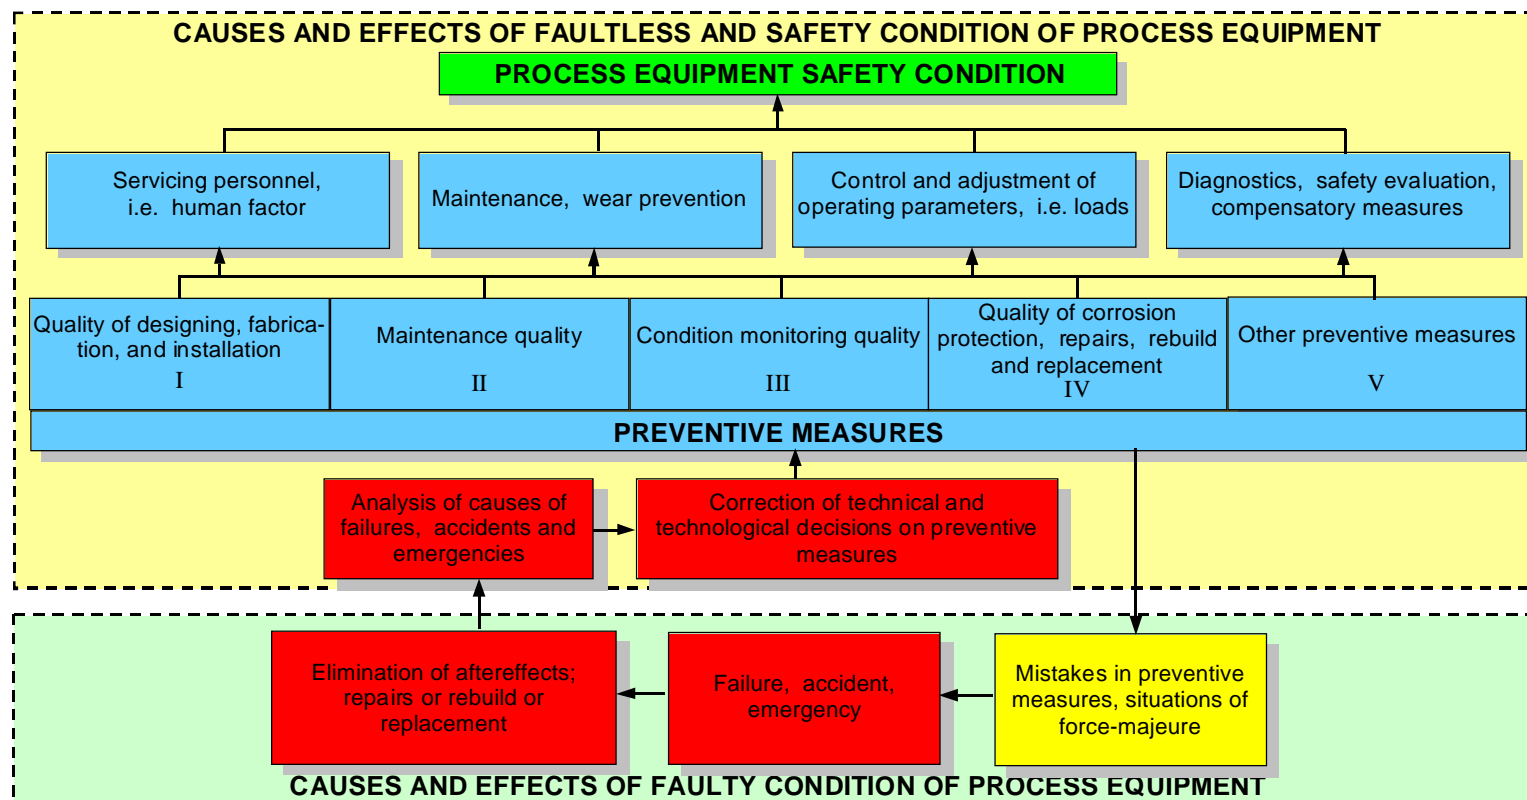 CAUSES AND EFFECTS OF FAULTLESS AND SAFETY CONDITION OF PROCESS EQUIPMENT
PROCESS EQUIPMENT SAFETY CONDITION
Servicing personnel,
i.e. human factor
Maintenance, wear prevention
Control and adjustment of
operating parameters, i.e. loads
Diagnostics, safety evaluation,
compensatory measures
Quality of designing, fabrica-
tion, and installation
I
Maintenance quality
II
Condition monitoring quality
III
Quality of corrosion
protection, repairs, rebuild
and replacement
IV
Other preventive measures
V
PREVENTIVE MEASURES
Analysis of causes of
failures, accidents and
emergencies
Correction of technical and
technological decisions on preventive
measures
Elimination of aftereffects;
repairs or rebuild or
replacement
Failure, accident,
emergency
Mistakes in preventive
measures, situations of
force-majeure
CAUSES AND EFFECTS OF FAULTY CONDITION OF PROCESS EQUIPMENT